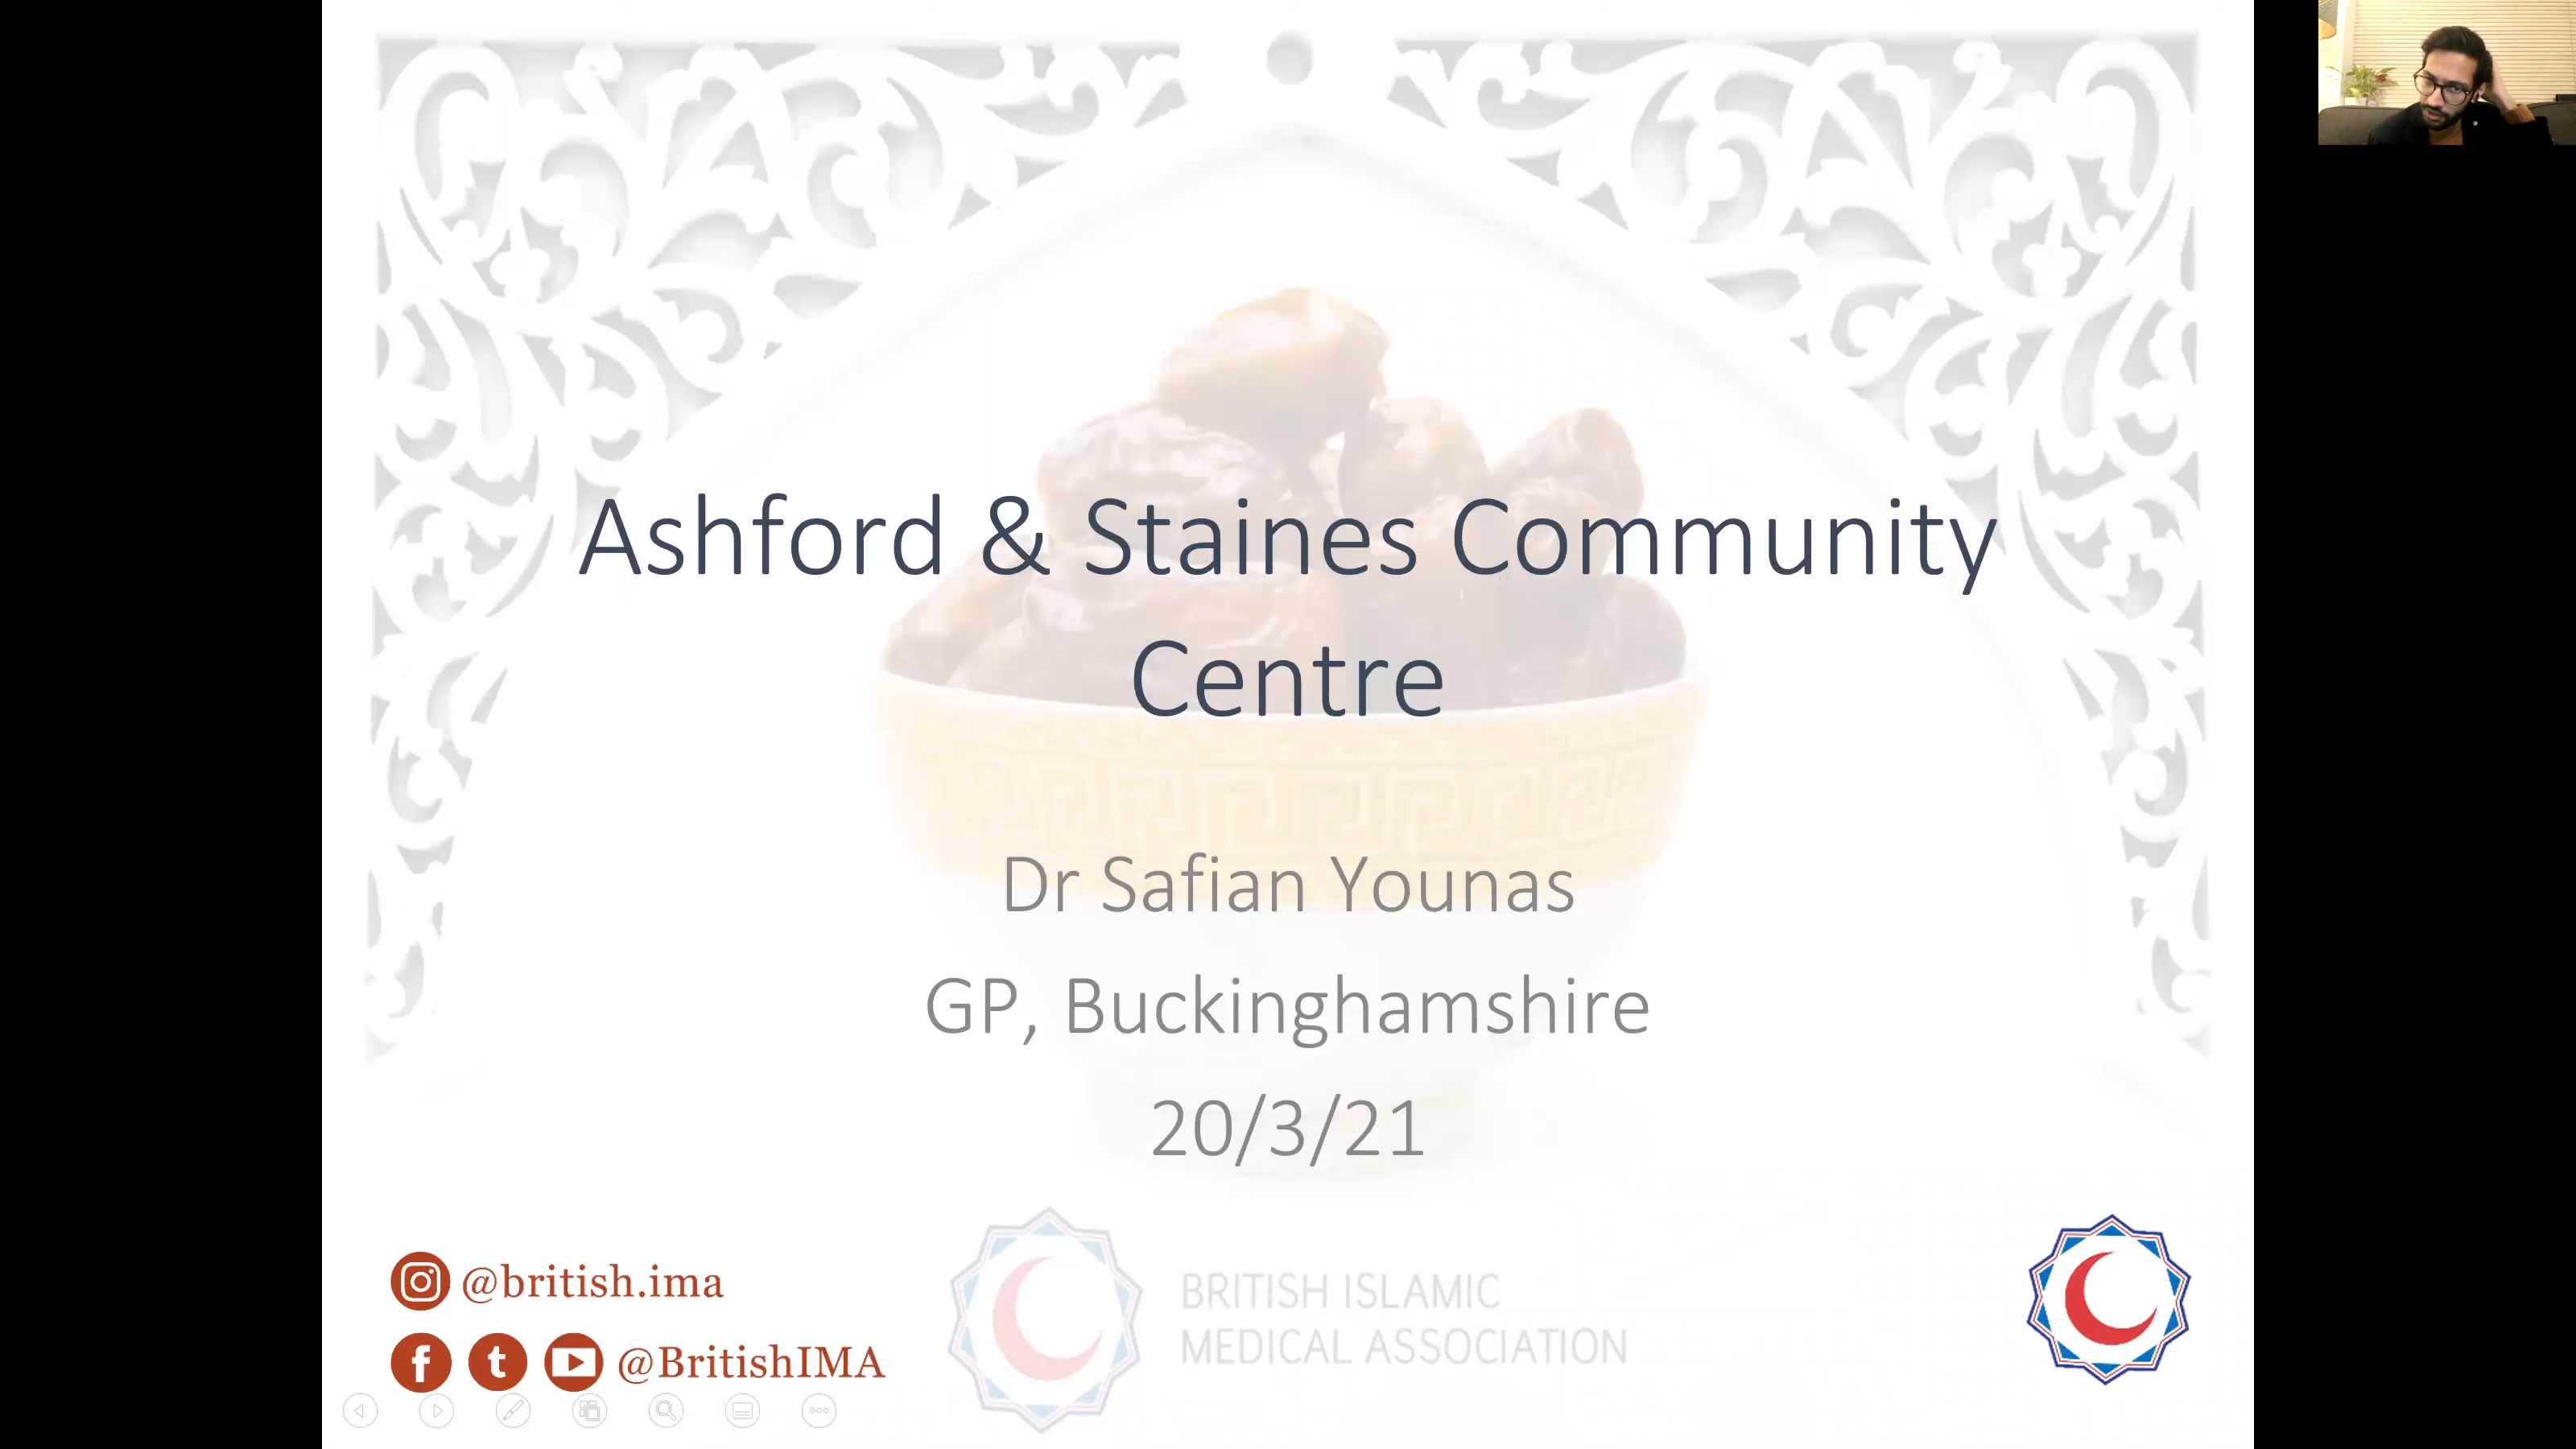 Ashford & Staines Community
Centre
Dr Safian Younas
GP, Buckinghamshire
20/3/21
@british.ima
@BritishIMA
BRITISH ISLAMIC
MEDICAL ASSOCIATION